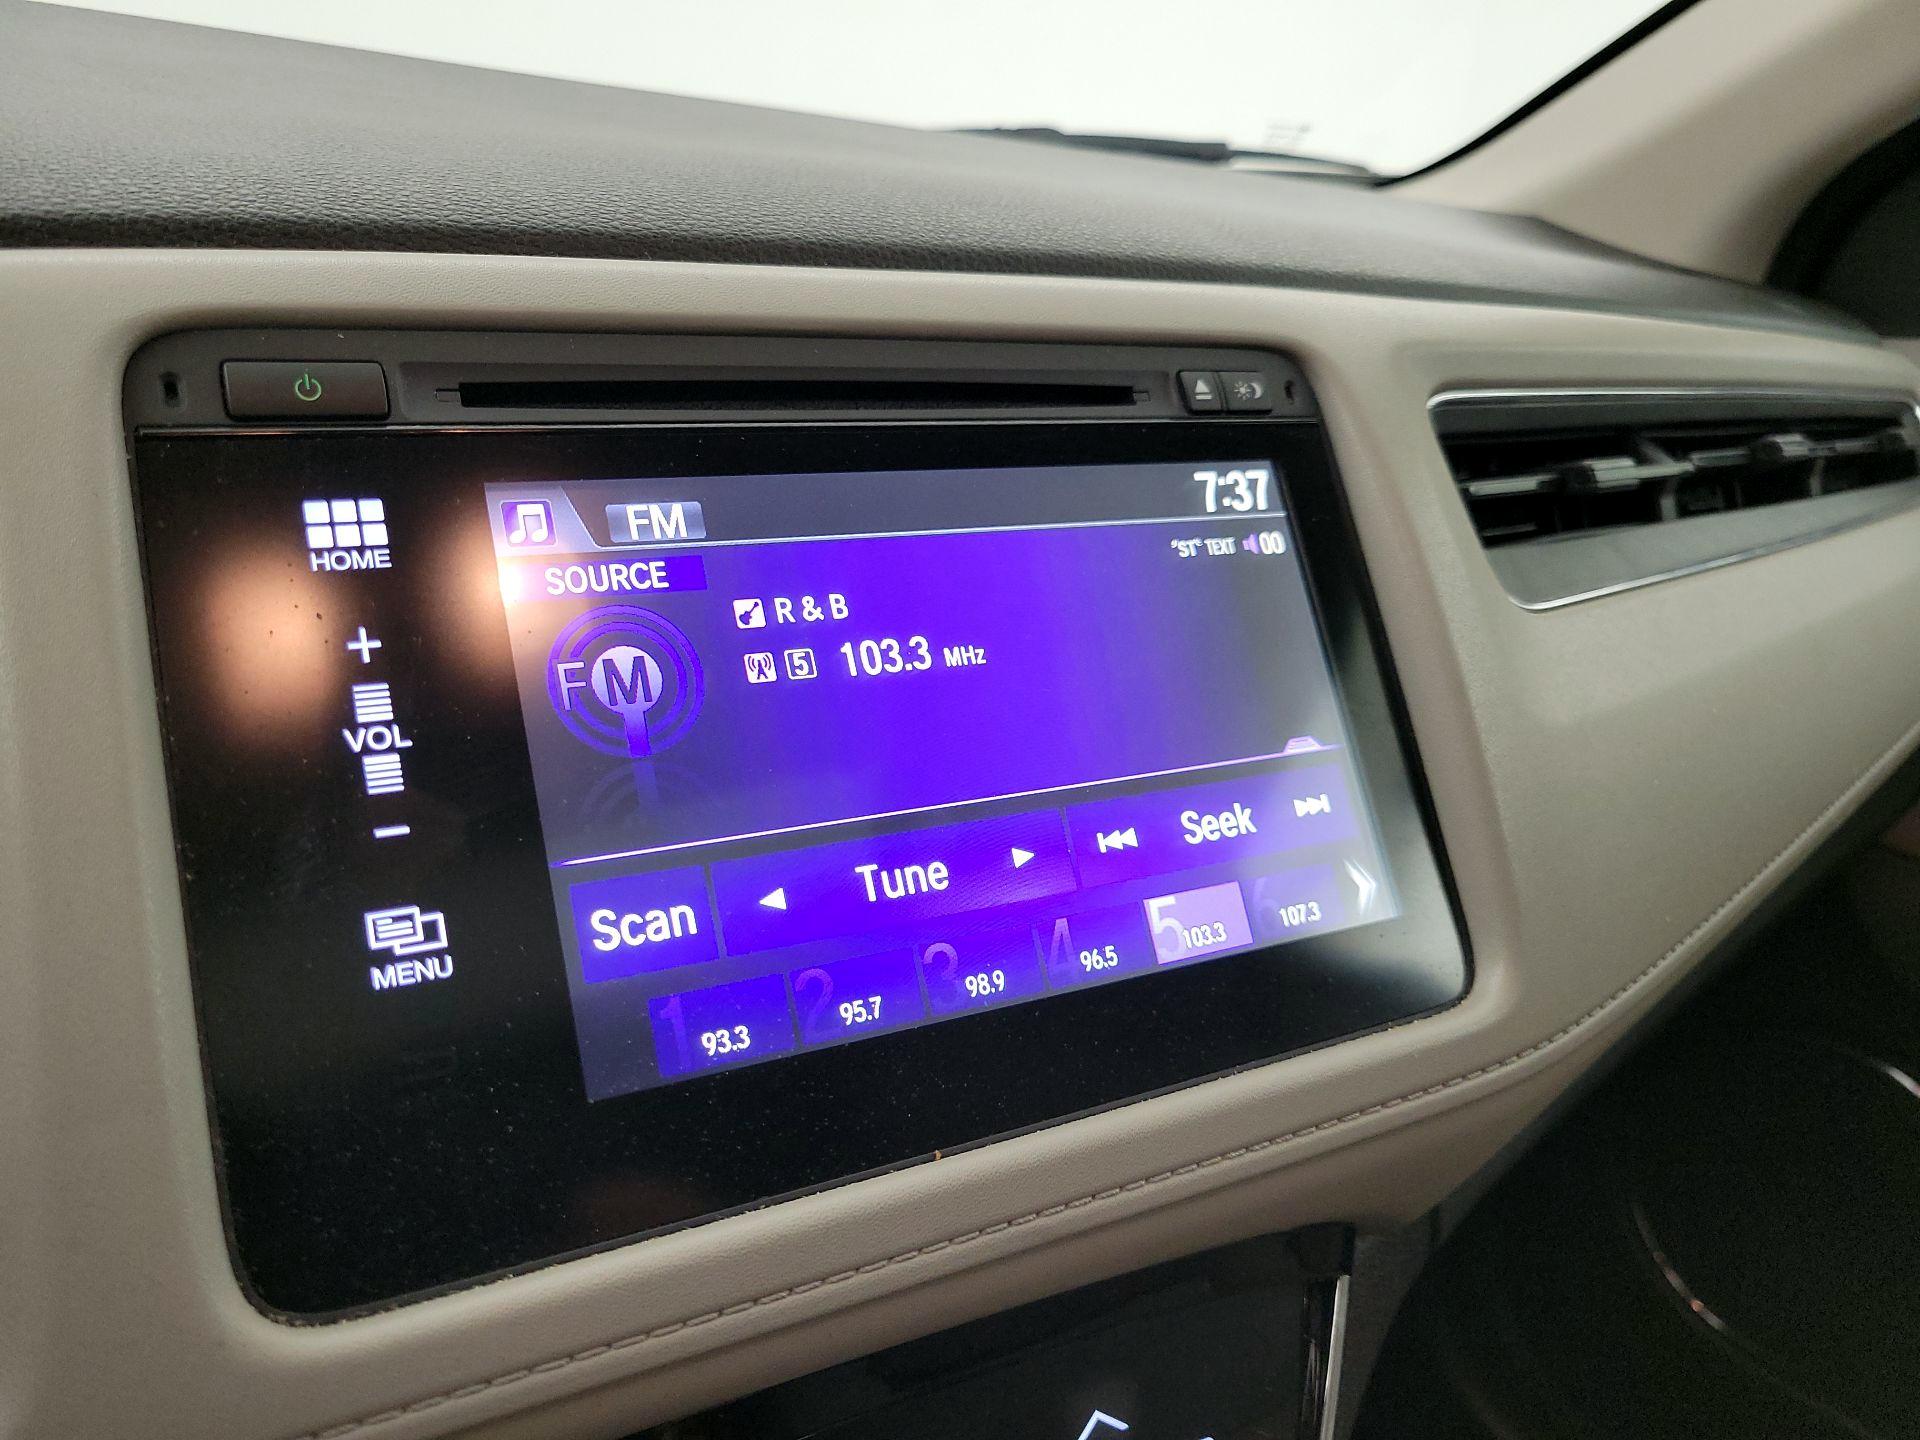 HOME
+
VOL
−
MENU
FM
7:37
SOURCE
"ST" TEXT 00
FM
R & B
5 103.3 MHz
Scan
Tune
Seek
1 93.3
2 95.7
3 98.9
4 96.5
5 103.3
6 107.3